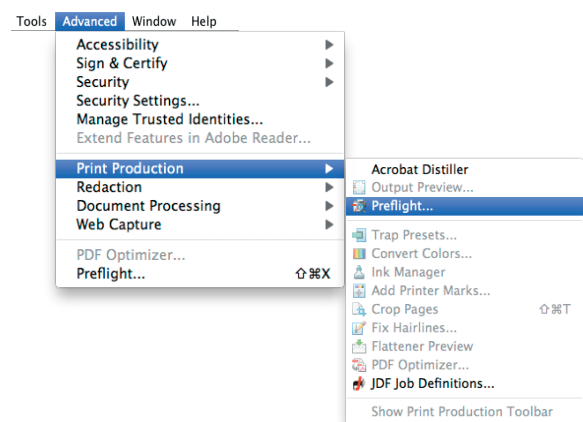 Tools Advanced Window Help
Accessibility
Sign & Certify
Security
Security Settings...
Manage Trusted Identities...
Extend Features in Adobe Reader...
Print Production
Redaction
Document Processing
Web Capture
PDF Optimizer...
Preflight... ⇧⌘X
Acrobat Distiller
Output Preview...
Preflight...
Trap Presets...
Convert Colors...
Ink Manager
Add Printer Marks...
Crop Pages ⇧⌘T
Fix Hairlines...
Flattener Preview
PDF Optimizer...
JDF Job Definitions...
Show Print Production Toolbar